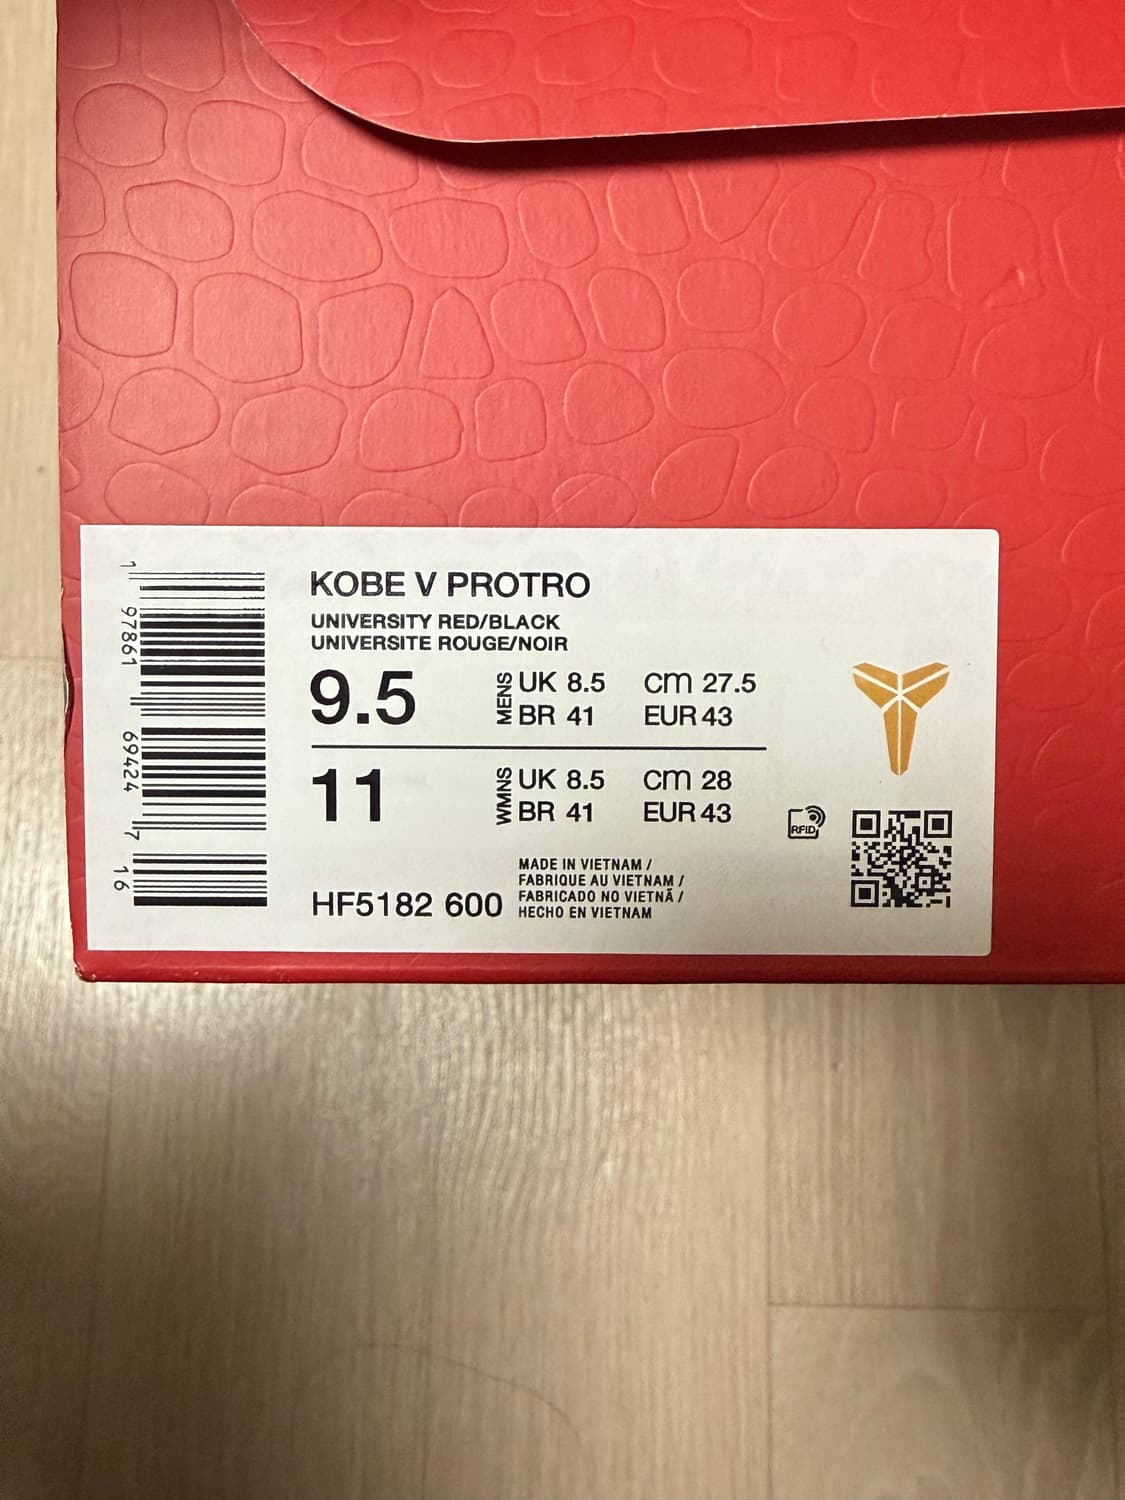 KOBE V PROTRO
UNIVERSITY RED/BLACK
UNIVERSITE ROUGE/NOIR
9.5 MENS UK 8.5 cm 27.5
BR 41 EUR 43
11 WMNS UK 8.5 cm 28
BR 41 EUR 43
HF5182 600
MADE IN VIETNAM /
FABRIQUE AU VIETNAM /
FABRICADO NO VIETNÃ /
HECHO EN VIETNAM
RFID
1 97861 69424 7 16